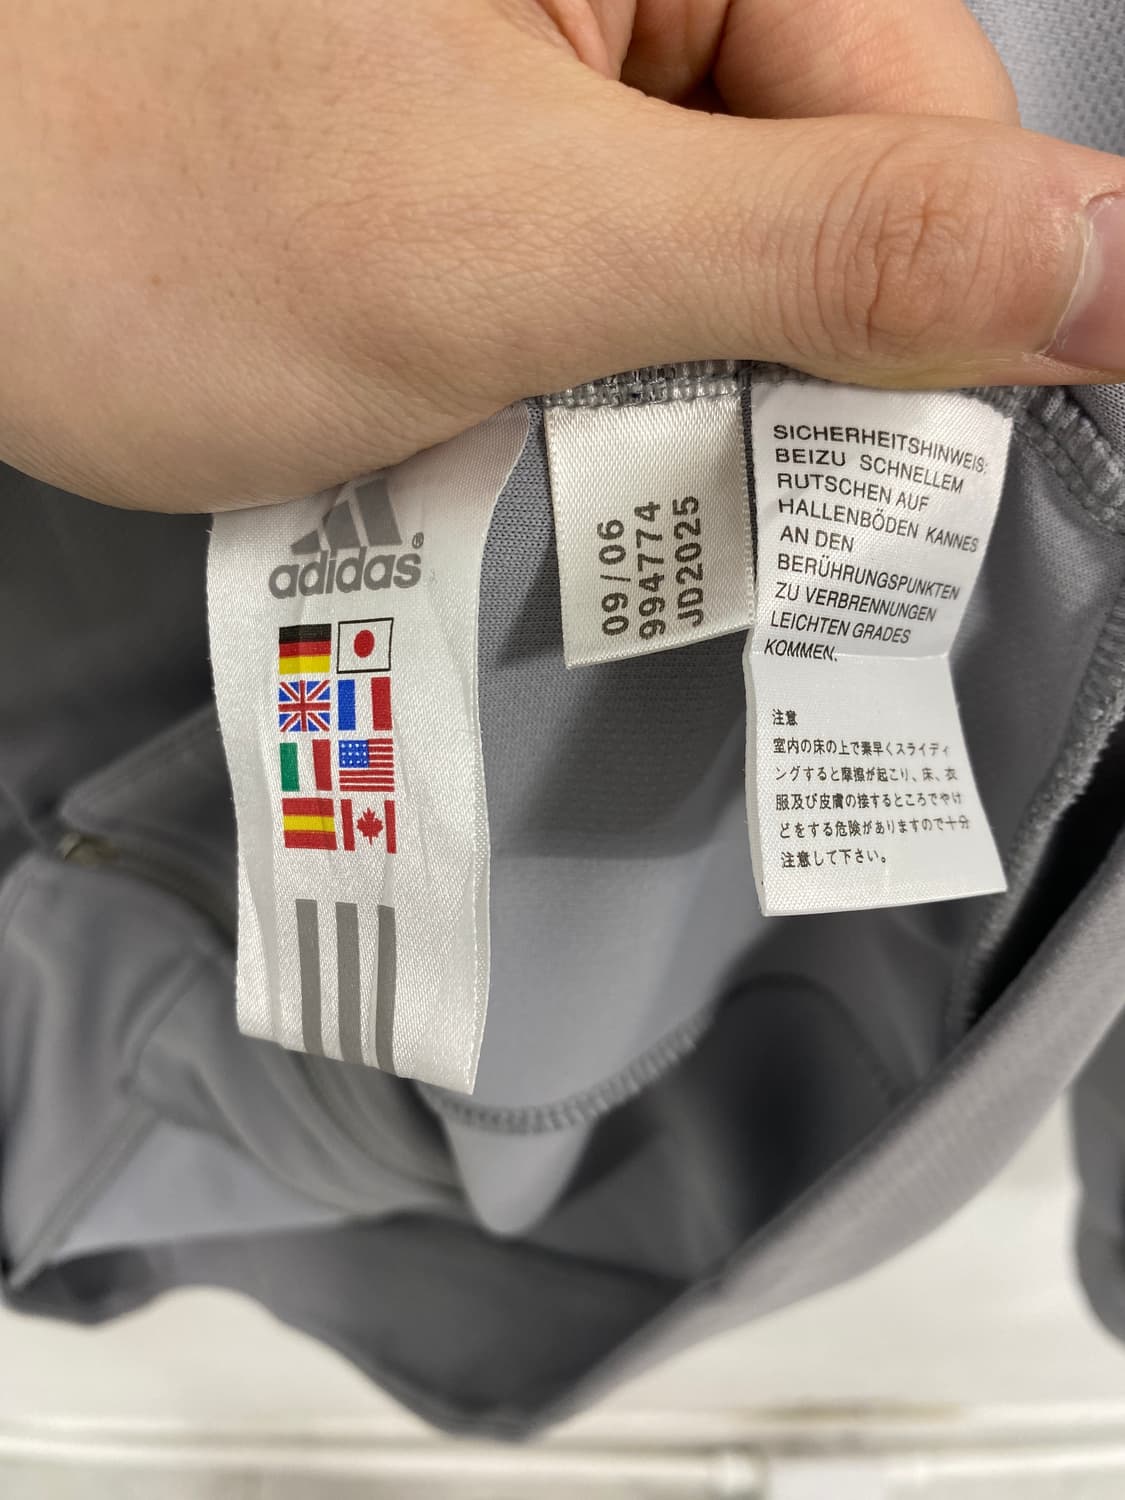 adidas®
09/06
994774
JD2025
SICHERHEITSHINWEIS:
BEIZU SCHNELLEM
RUTSCHEN AUF
HALLENBÖDEN KANNES
AN DEN
BERÜHRUNGSPUNKTEN
ZU VERBRENNUNGEN
LEICHTEN GRADES
KOMMEN.
注意
室内の床の上で素早くスライディ
ングすると摩擦が起こり、床、衣
服及び皮膚の接するところでやけ
どをする危険がありますので十分
注意して下さい。